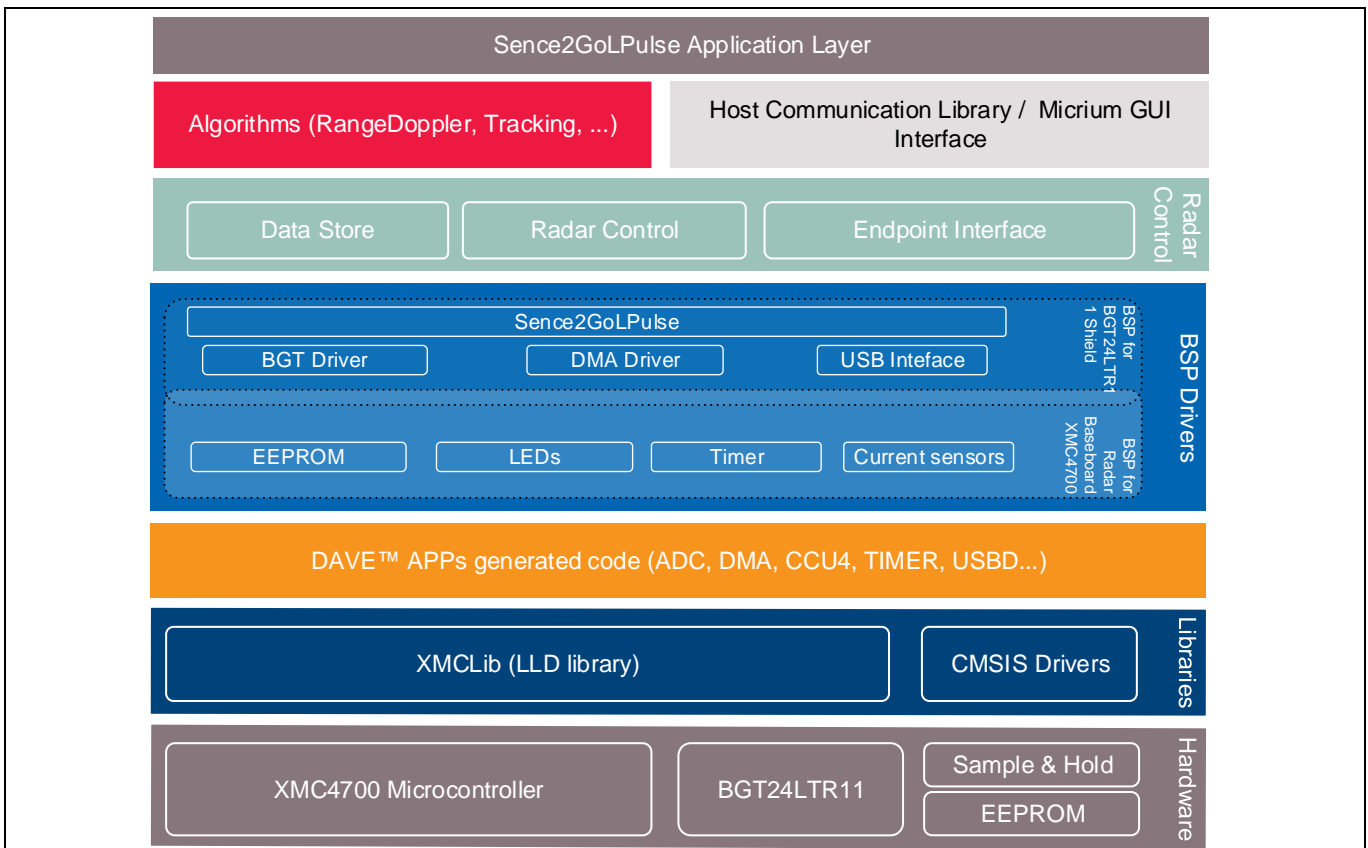 Sence2GoLPulse Application Layer
Algorithms (RangeDoppler, Tracking, ...)
Host Communication Library / Micrium GUI
Interface
Data Store
Radar Control
Endpoint Interface
Radar
Control
Sence2GoLPulse
BGT Driver
DMA Driver
USB Inteface
BSP for
BGT24LTR1
1 Shield
EEPROM
LEDs
Timer
Current sensors
BSP for
Radar
Baseboard
XMC4700
BSP Drivers
DAVE™ APPs generated code (ADC, DMA, CCU4, TIMER, USBD...)
XMCLib (LLD library)
CMSIS Drivers
Libraries
XMC4700 Microcontroller
BGT24LTR11
Sample & Hold
EEPROM
Hardware